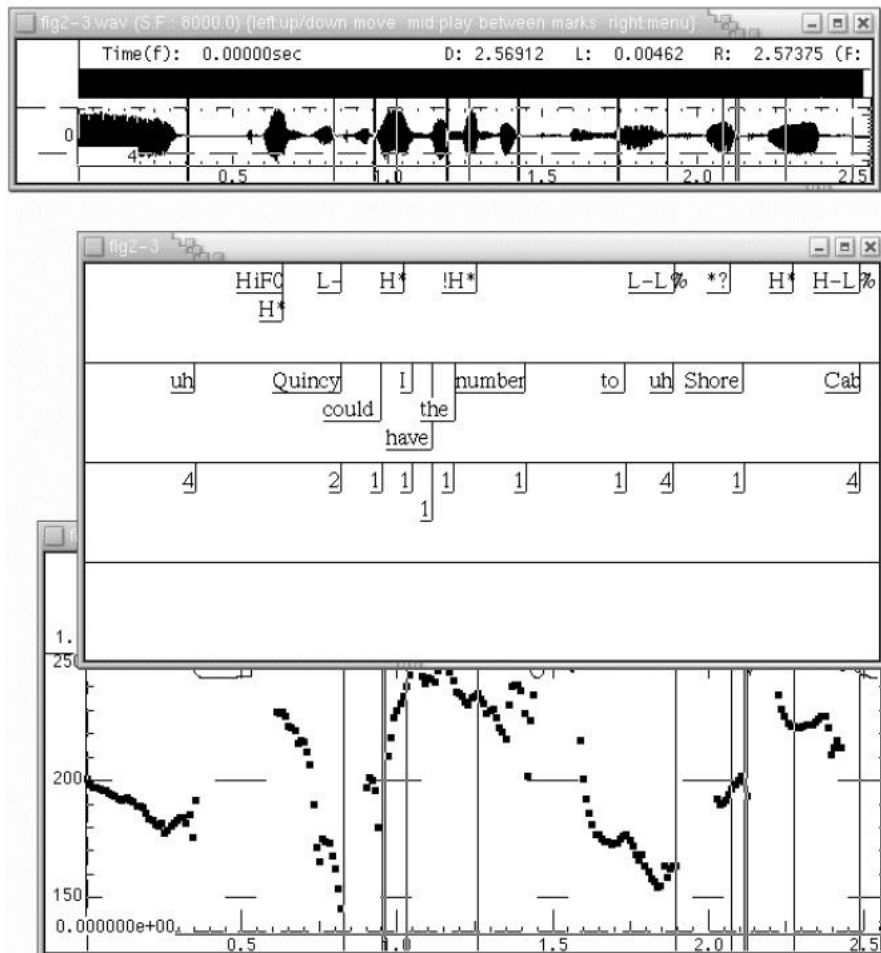 fig2-3.wav (S.F.: 8000.0) {left:up/down move mid:play between marks right:menu}
Time(f): 0.00000sec D: 2.56912 L: 0.00462 R: 2.57375 (F:
0
4
0.5 1.0 1.5 2.0 2.5
fig2-3
HiF0 L- H* !H* L-L% *? H* H-L%
H*
uh Quincy I number to uh Shore Cab
could the
have
4 2 1 1 1 1 1 4 1 4
1
1.
250
200
150
0.000000e+00
0.5 1.0 1.5 2.0 2.5